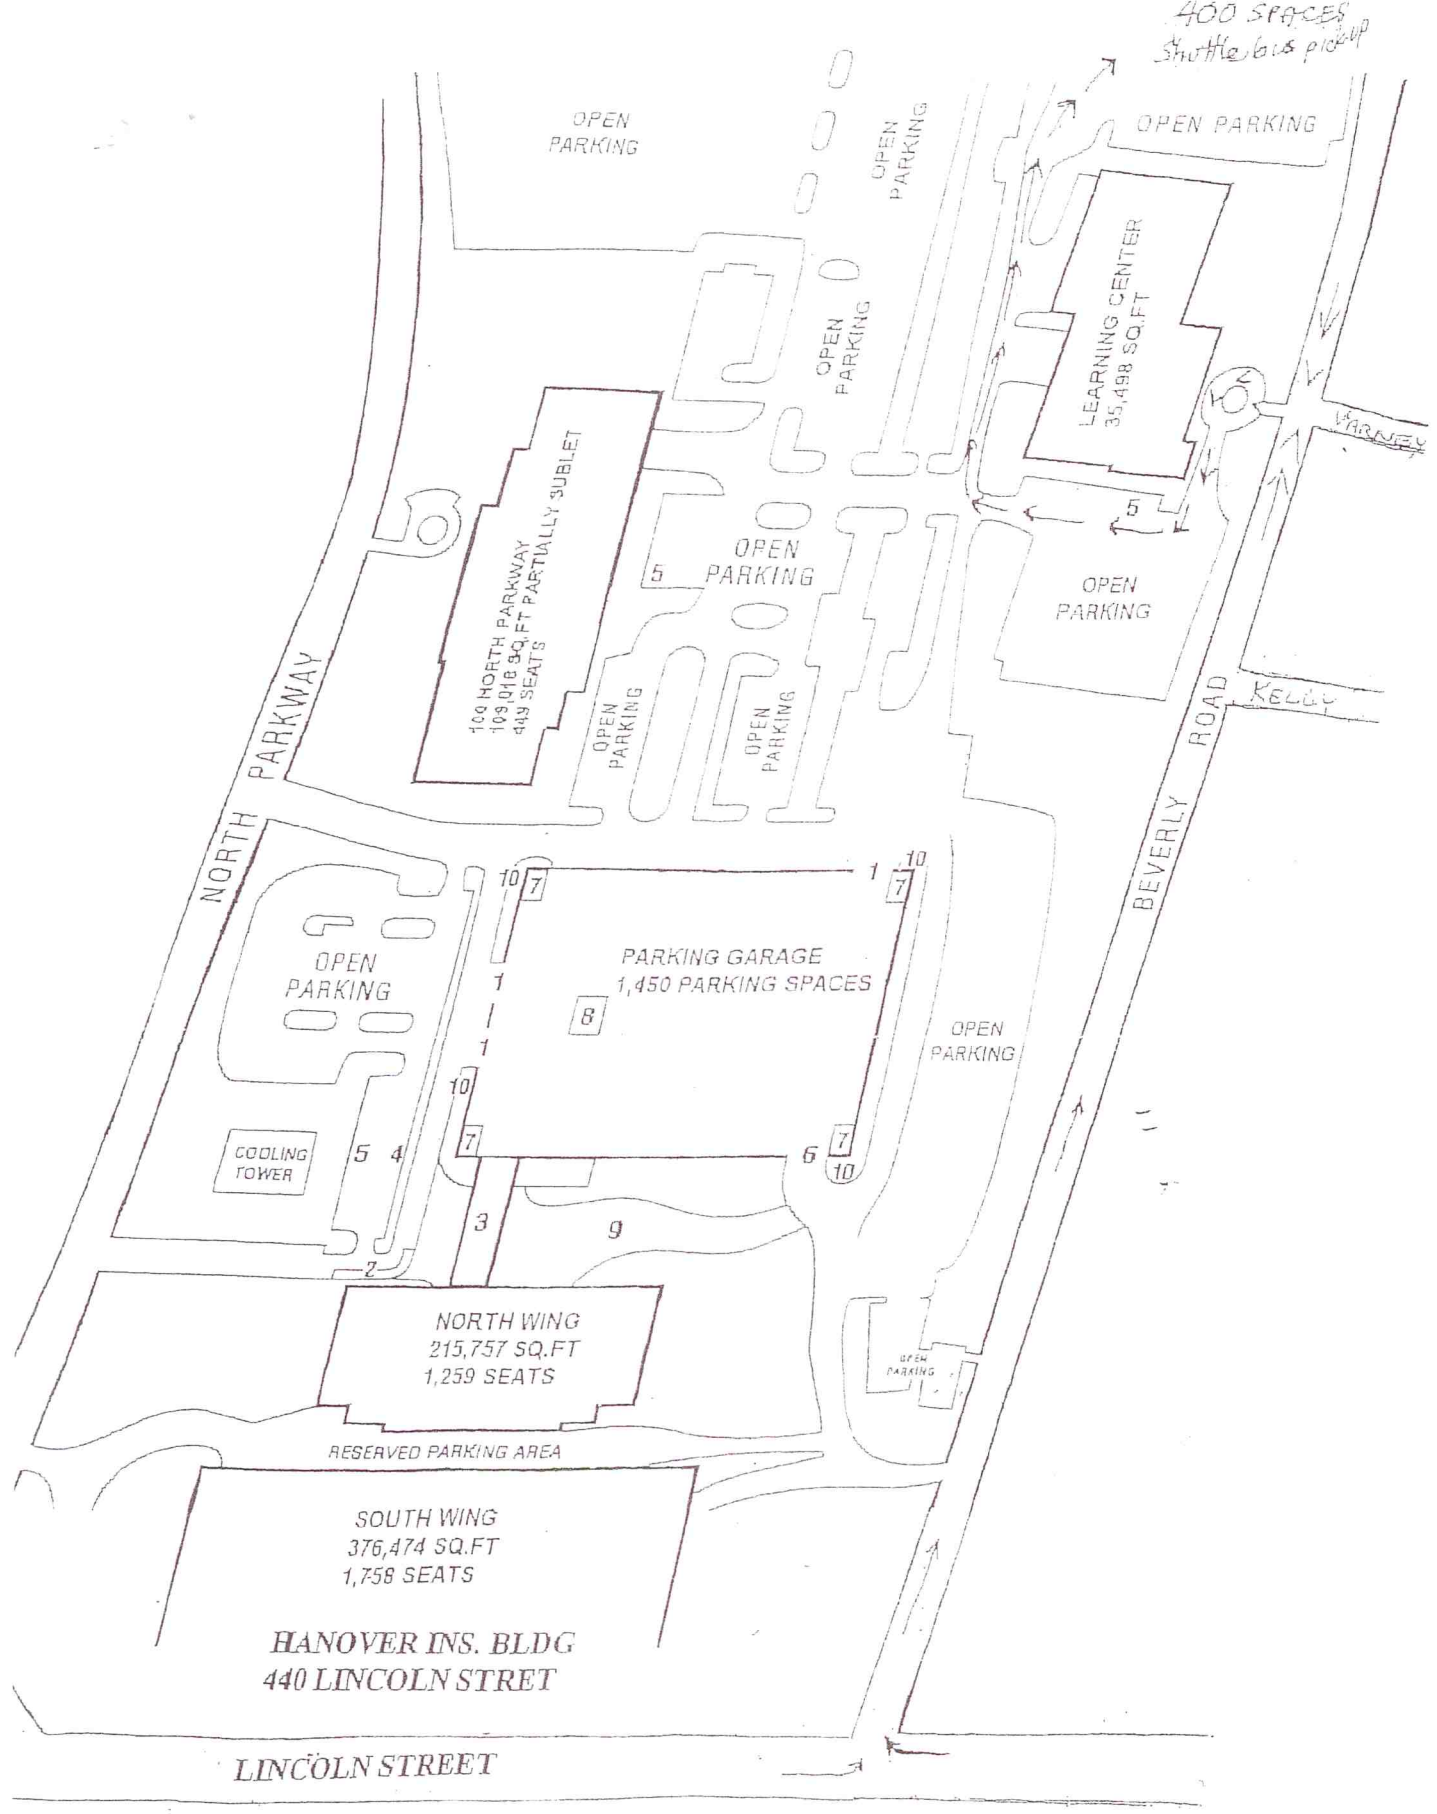 400 SPACES
Shuttle bus pick-up
OPEN
PARKING
OPEN
PARKING
OPEN PARKING
LEARNING CENTER
35,498 SQ.FT
OPEN
PARKING
VARNEY
100 NORTH PARKWAY
109,018 SQ.FT PARTIALLY SUBLET
449 SEATS
5
OPEN
PARKING
5
OPEN
PARKING
KELLY
OPEN
PARKING
OPEN
PARKING
NORTH PARKWAY
BEVERLY ROAD
10
7
1
10
7
OPEN
PARKING
PARKING GARAGE
1,450 PARKING SPACES
1
8
1
OPEN
PARKING
10
COOLING
TOWER
5
4
7
6
7
10
3
9
2
NORTH WING
215,757 SQ.FT
1,259 SEATS
OPEN
PARKING
RESERVED PARKING AREA
SOUTH WING
376,474 SQ.FT
1,758 SEATS
HANOVER INS. BLDG
440 LINCOLN STRET
LINCOLN STREET